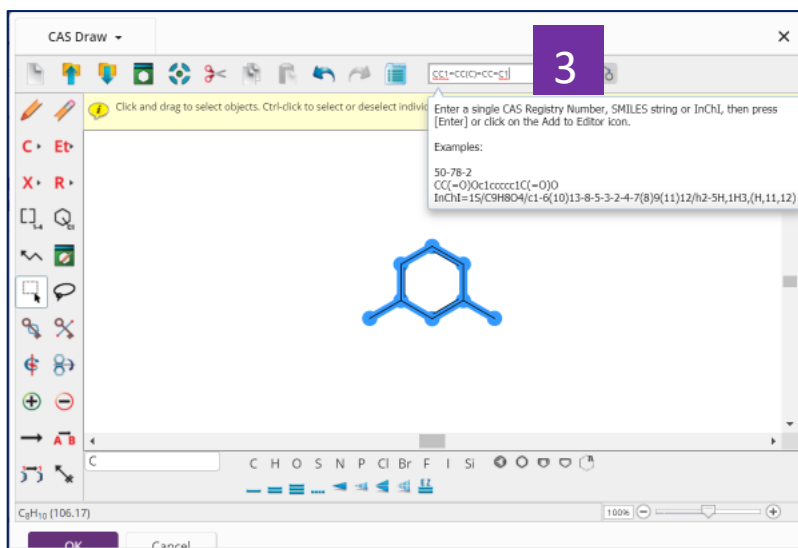 CAS Draw
CC1=CC(C)=CC=C1
3
Click and drag to select objects. Ctrl-click to select or deselect individ
Enter a single CAS Registry Number, SMILES string or InChI, then press
[Enter] or click on the Add to Editor icon.
Examples:
50-78-2
CC(=O)Oc1ccccc1C(=O)O
InChI=1S/C9H8O4/c1-6(10)13-8-5-3-2-4-7(8)9(11)12/h2-5H,1H3,(H,11,12)
C Et
X R
A B
C
C H O S N P Cl Br F I Si
EZ
C8H10 (106.17)
100%
OK Cancel